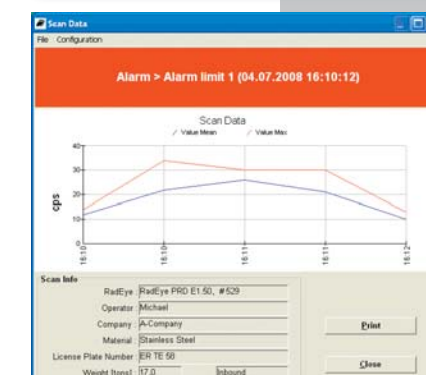 Scan Data
File Configuration
Alarm > Alarm limit 1 (04.07.2008 16:10:12)
Scan Data
Value Mean Value Max
cps
40
30
20
10
0
16:10 16:10 16:11 16:11 16:12
Scan Info
RadEye : RadEye PRD E1.50, #529
Operator : Michael
Company : A-Company
Material : Stainless Steel
License Plate Number : ER TE 58
Weight [tons] : 17.0 Inbound
Print
Close